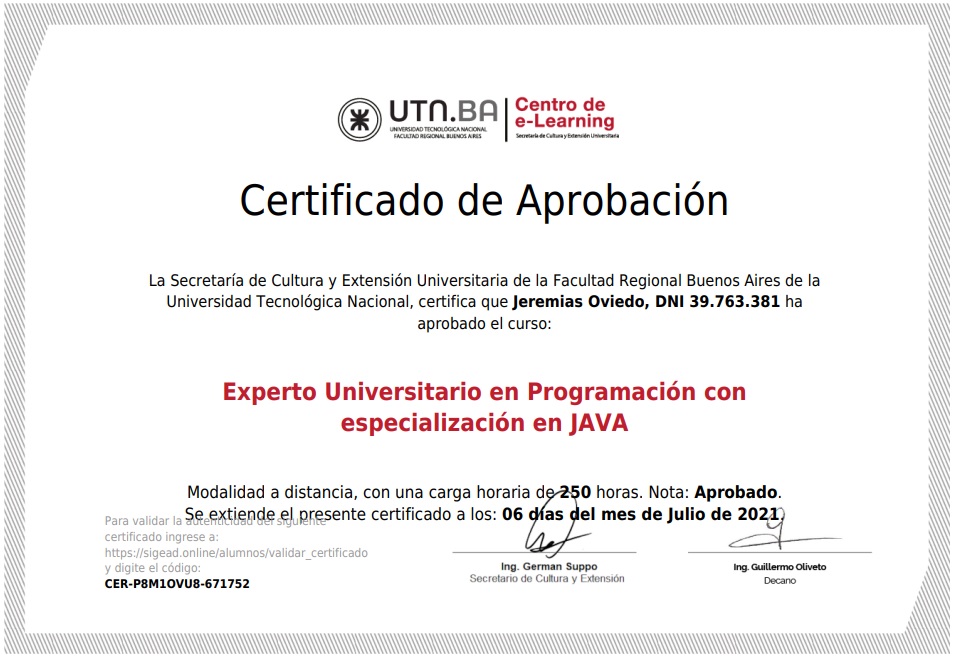 UTN.BA
UNIVERSIDAD TECNOLÓGICA NACIONAL
FACULTAD REGIONAL BUENOS AIRES
Centro de
e-Learning
Secretaría de Cultura y Extensión Universitaria
Certificado de Aprobación
La Secretaría de Cultura y Extensión Universitaria de la Facultad Regional Buenos Aires de la
Universidad Tecnológica Nacional, certifica que Jeremias Oviedo, DNI 39.763.381 ha
aprobado el curso:
Experto Universitario en Programación con
especialización en JAVA
Modalidad a distancia, con una carga horaria de 250 horas. Nota: Aprobado.
Se extiende el presente certificado a los: 06 días del mes de Julio de 2021.
Para validar la autenticidad del siguiente
certificado ingrese a:
https://sigead.online/alumnos/validar_certificado
y digite el código:
CER-P8M1OVU8-671752
Ing. German Suppo
Secretario de Cultura y Extensión
Ing. Guillermo Oliveto
Decano